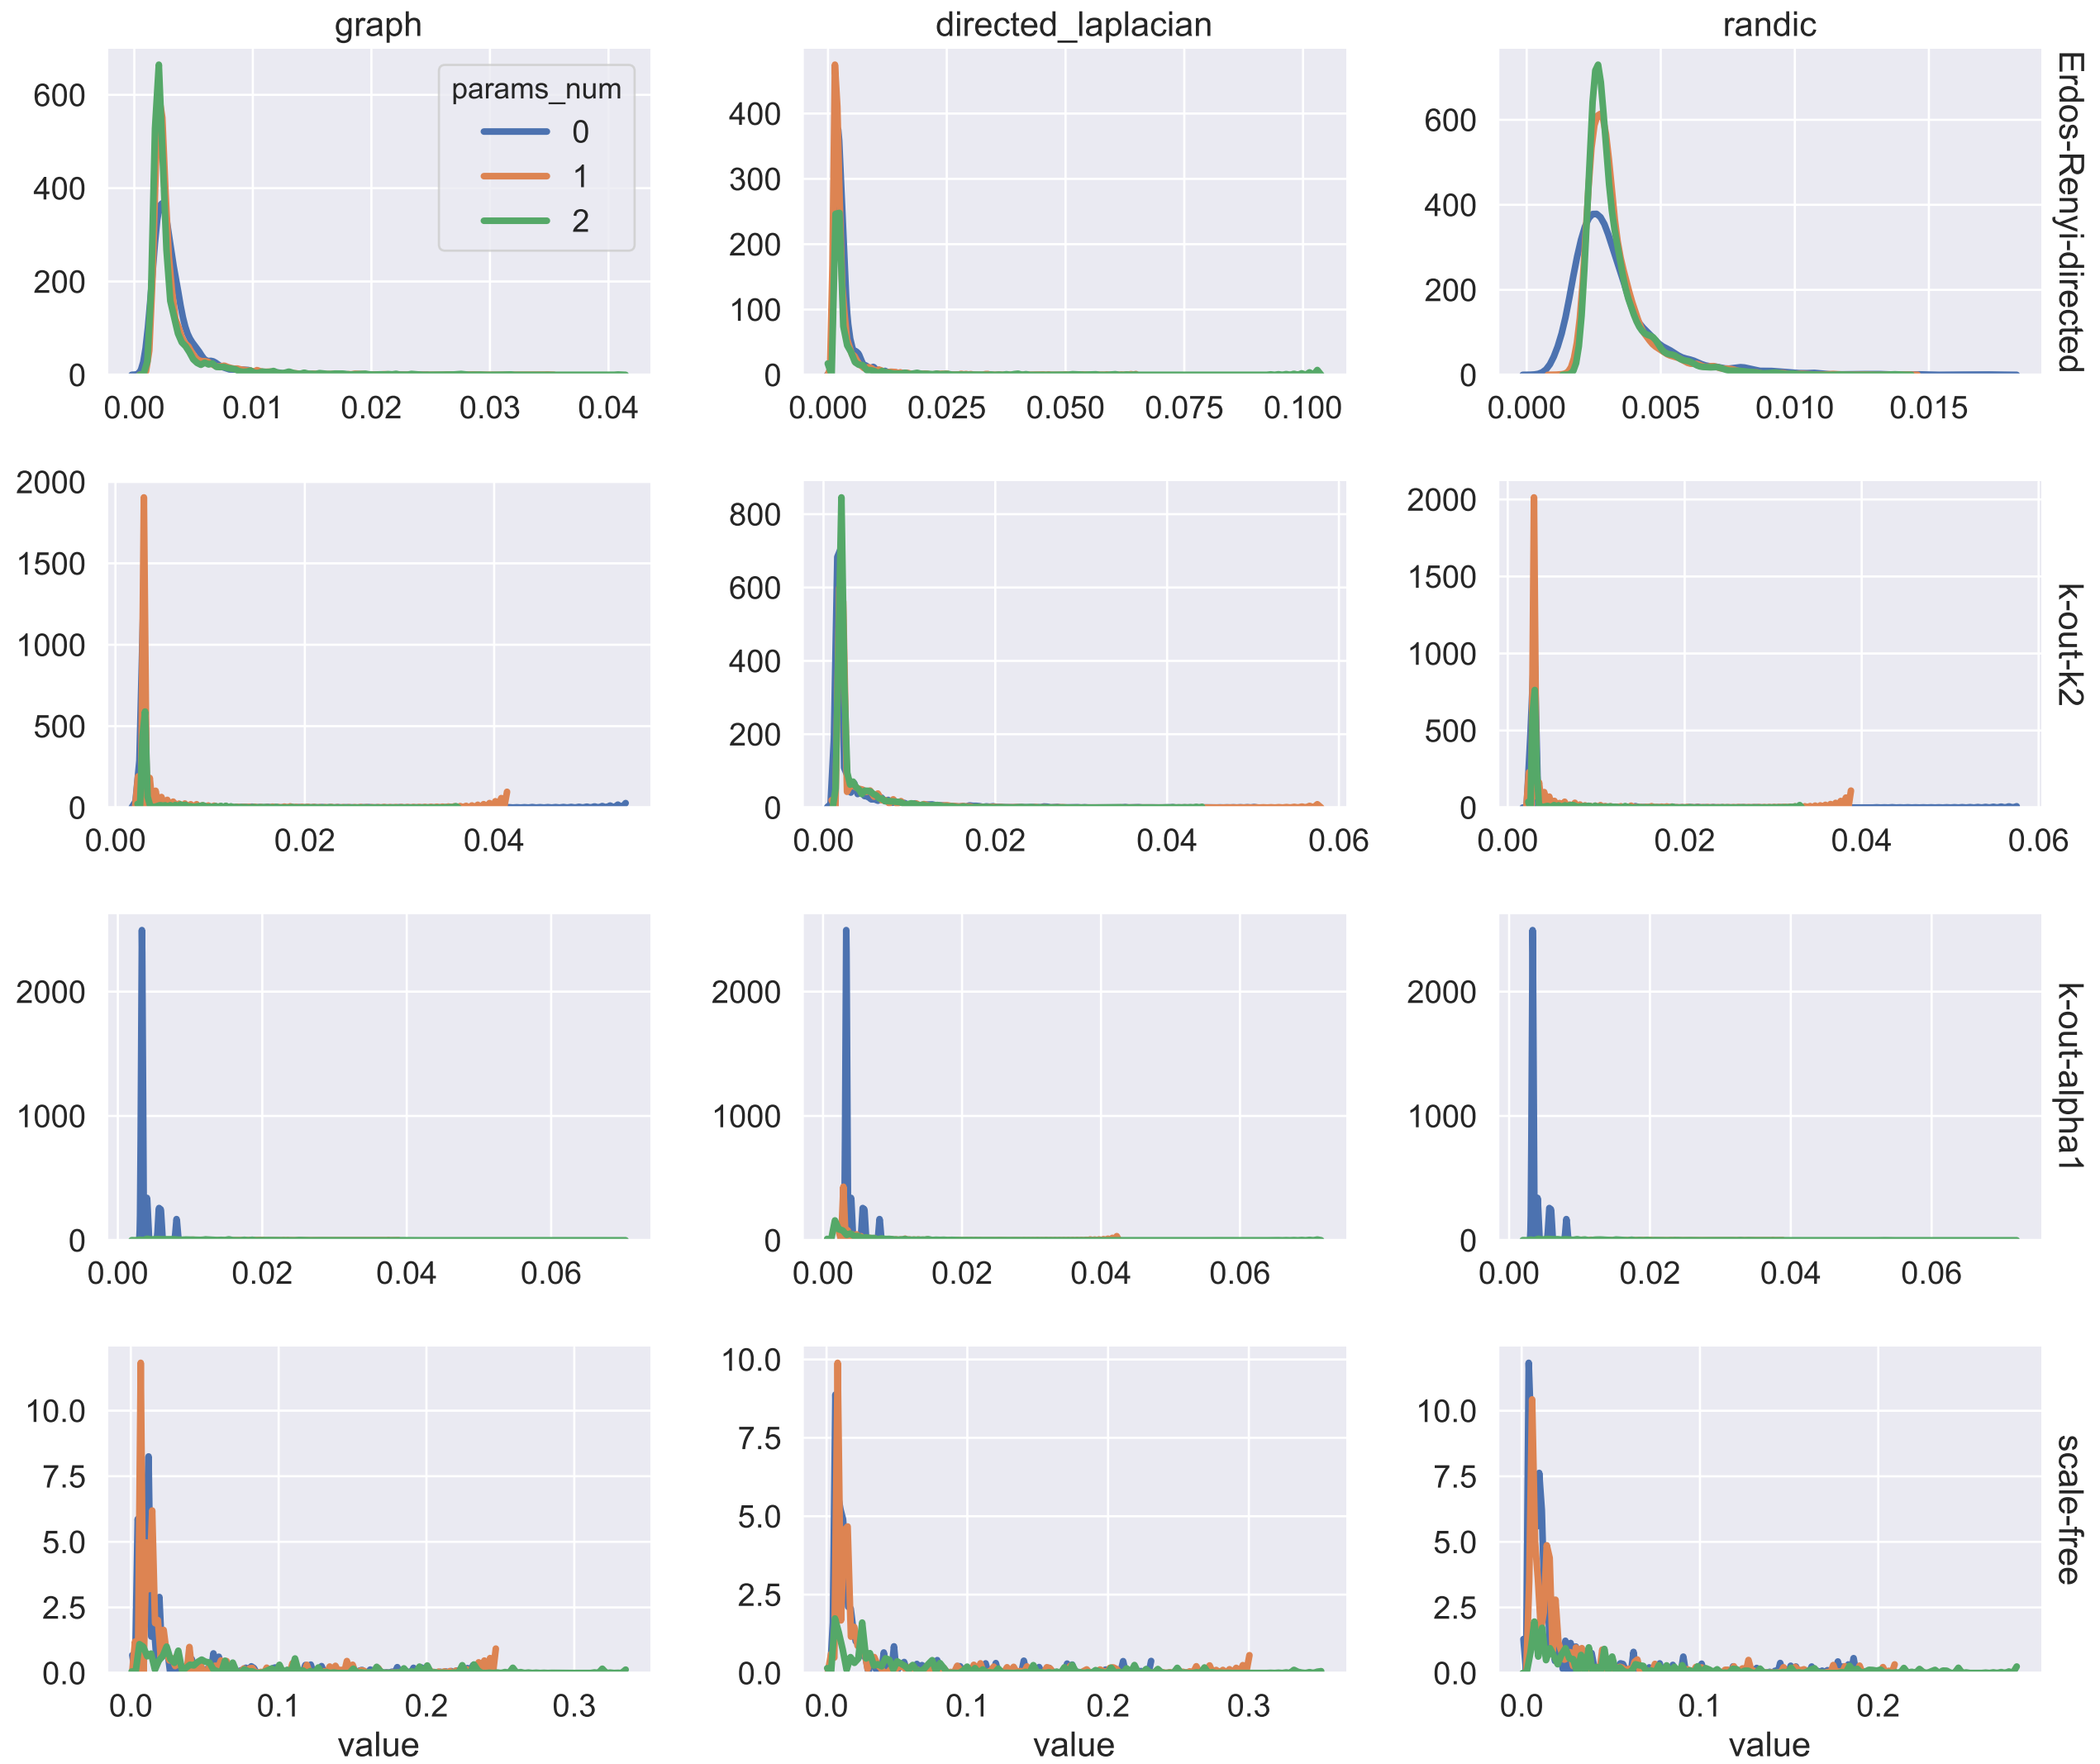 graph directed_laplacian randic
params_num
0
1
2
600
400
200
0
0.00 0.01 0.02 0.03 0.04
400
300
200
100
0
0.000 0.025 0.050 0.075 0.100
600
400
200
0
0.000 0.005 0.010 0.015
Erdos-Renyi-directed
2000
1500
1000
500
0
0.00 0.02 0.04
800
600
400
200
0
0.00 0.02 0.04 0.06
2000
1500
1000
500
0
0.00 0.02 0.04 0.06
k-out-k2
2000
1000
0
0.00 0.02 0.04 0.06
2000
1000
0
0.00 0.02 0.04 0.06
2000
1000
0
0.00 0.02 0.04 0.06
k-out-alpha1
10.0
7.5
5.0
2.5
0.0
0.0 0.1 0.2 0.3
value
10.0
7.5
5.0
2.5
0.0
0.0 0.1 0.2 0.3
value
10.0
7.5
5.0
2.5
0.0
0.0 0.1 0.2
value
scale-free